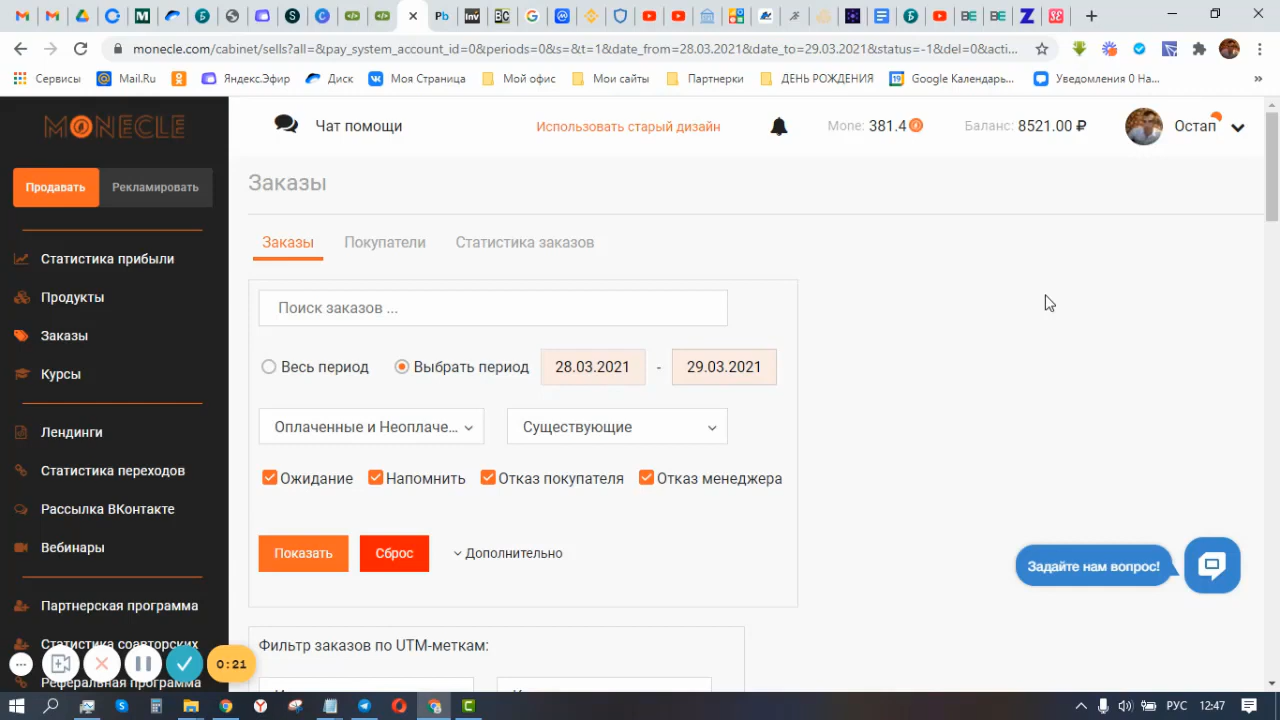 monecle.com/cabinet/sells?all=&pay_system_account_id=0&periods=0&s=&t=1&date_from=28.03.2021&date_to=29.03.2021&status=-1&del=0&acti...
Сервисы Mail.Ru Яндекс.Эфир Диск Моя Страница Мой офис Мои сайты Партнерки ДЕНЬ РОЖДЕНИЯ Google Календарь... Уведомления 0 На... »
MONECLE
Чат помощи Использовать старый дизайн Mone: 381.4 Баланс: 8521.00 ₽ Остап
Продавать Рекламировать
Статистика прибыли
Продукты
Заказы
Курсы
Лендинги
Статистика переходов
Рассылка ВКонтакте
Вебинары
Партнерская программа
Статистика соавторских
Реферальная программа
Заказы
Заказы Покупатели Статистика заказов
Поиск заказов ...
Весь период Выбрать период 28.03.2021 - 29.03.2021
Оплаченные и Неоплаче... Существующие
Ожидание Напомнить Отказ покупателя Отказ менеджера
Показать Сброс Дополнительно
Задайте нам вопрос!
Фильтр заказов по UTM-меткам:
0:21
РУС 12:47